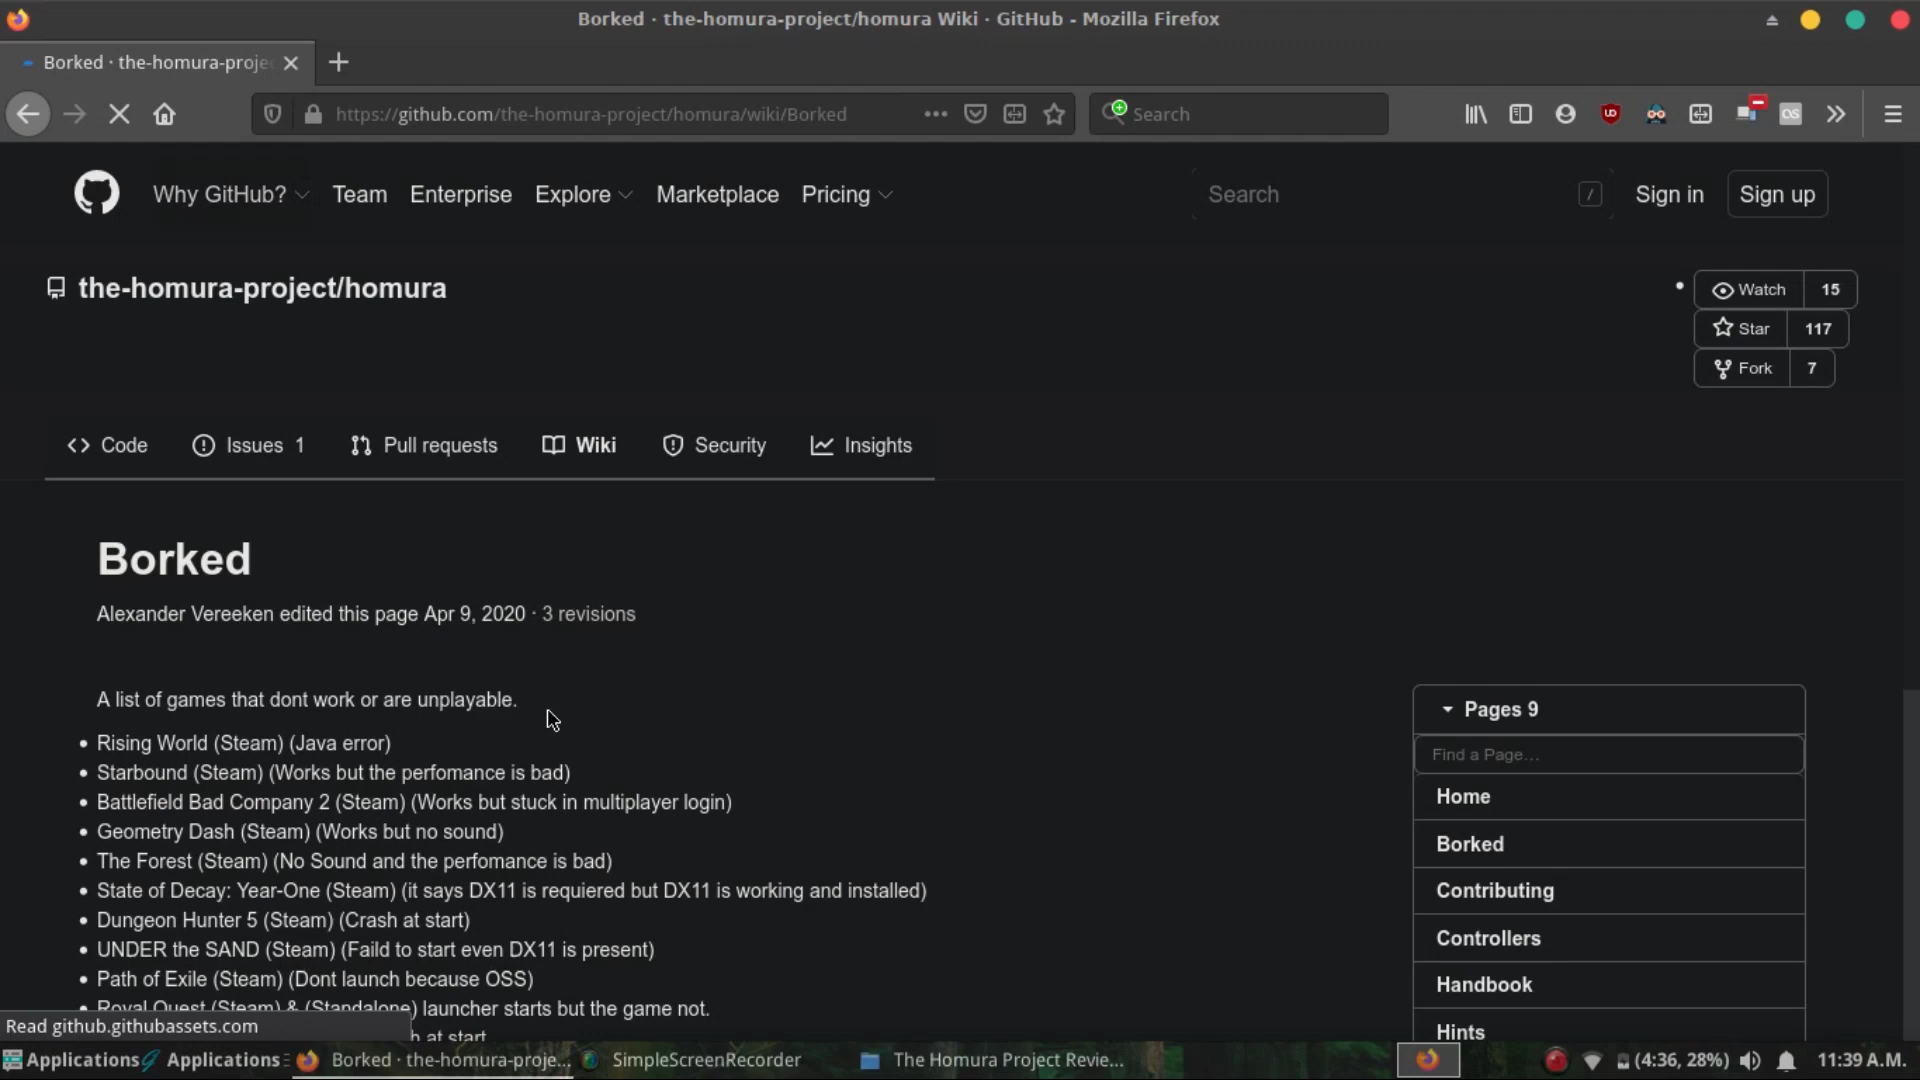 Borked · the-homura-project/homura Wiki · GitHub - Mozilla Firefox
Borked · the-homura-proje
https://github.com/the-homura-project/homura/wiki/Borked
Search
Why GitHub? Team Enterprise Explore Marketplace Pricing
Search / Sign in Sign up
the-homura-project/homura
Watch 15
Star 117
Fork 7
Code Issues 1 Pull requests Wiki Security Insights
Borked
Alexander Vereeken edited this page Apr 9, 2020 · 3 revisions
A list of games that dont work or are unplayable.
• Rising World (Steam) (Java error)
• Starbound (Steam) (Works but the perfomance is bad)
• Battlefield Bad Company 2 (Steam) (Works but stuck in multiplayer login)
• Geometry Dash (Steam) (Works but no sound)
• The Forest (Steam) (No Sound and the perfomance is bad)
• State of Decay: Year-One (Steam) (it says DX11 is requiered but DX11 is working and installed)
• Dungeon Hunter 5 (Steam) (Crash at start)
• UNDER the SAND (Steam) (Faild to start even DX11 is present)
• Path of Exile (Steam) (Dont launch because OSS)
• Royal Quest (Steam) & (Standalone) launcher starts but the game not.
h at start
Pages 9
Find a Page...
Home
Borked
Contributing
Controllers
Handbook
Hints
Read github.githubassets.com
Applications Applications Borked · the-homura-proje... SimpleScreenRecorder The Homura Project Revie... (4:36, 28%) 11:39 A.M.